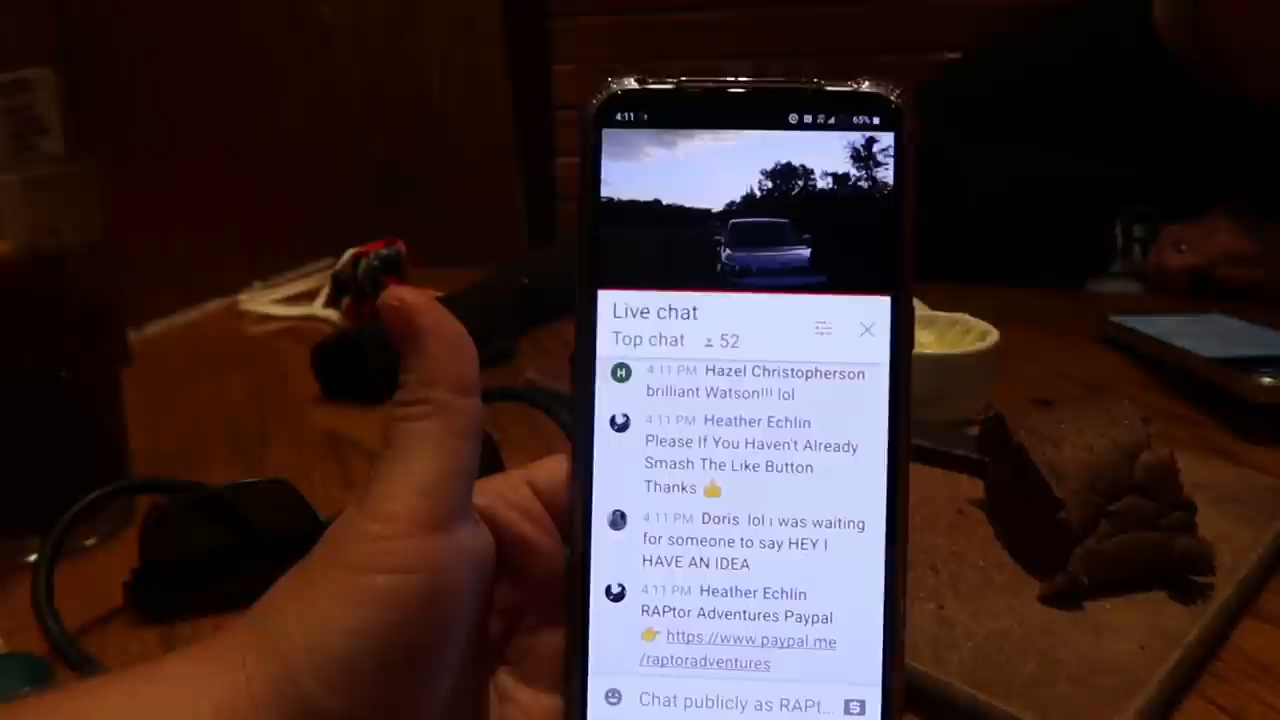 4:11
65%
Live chat
Top chat 52
H 4:11 PM Hazel Christopherson
brilliant Watson!!! lol
4:11 PM Heather Echlin
Please If You Haven't Already
Smash The Like Button
Thanks 👍
4:11 PM Doris lol i was waiting
for someone to say HEY I
HAVE AN IDEA
4:11 PM Heather Echlin
RAPtor Adventures Paypal
👉 https://www.paypal.me
/raptoradventures
Chat publicly as RAPt...
$